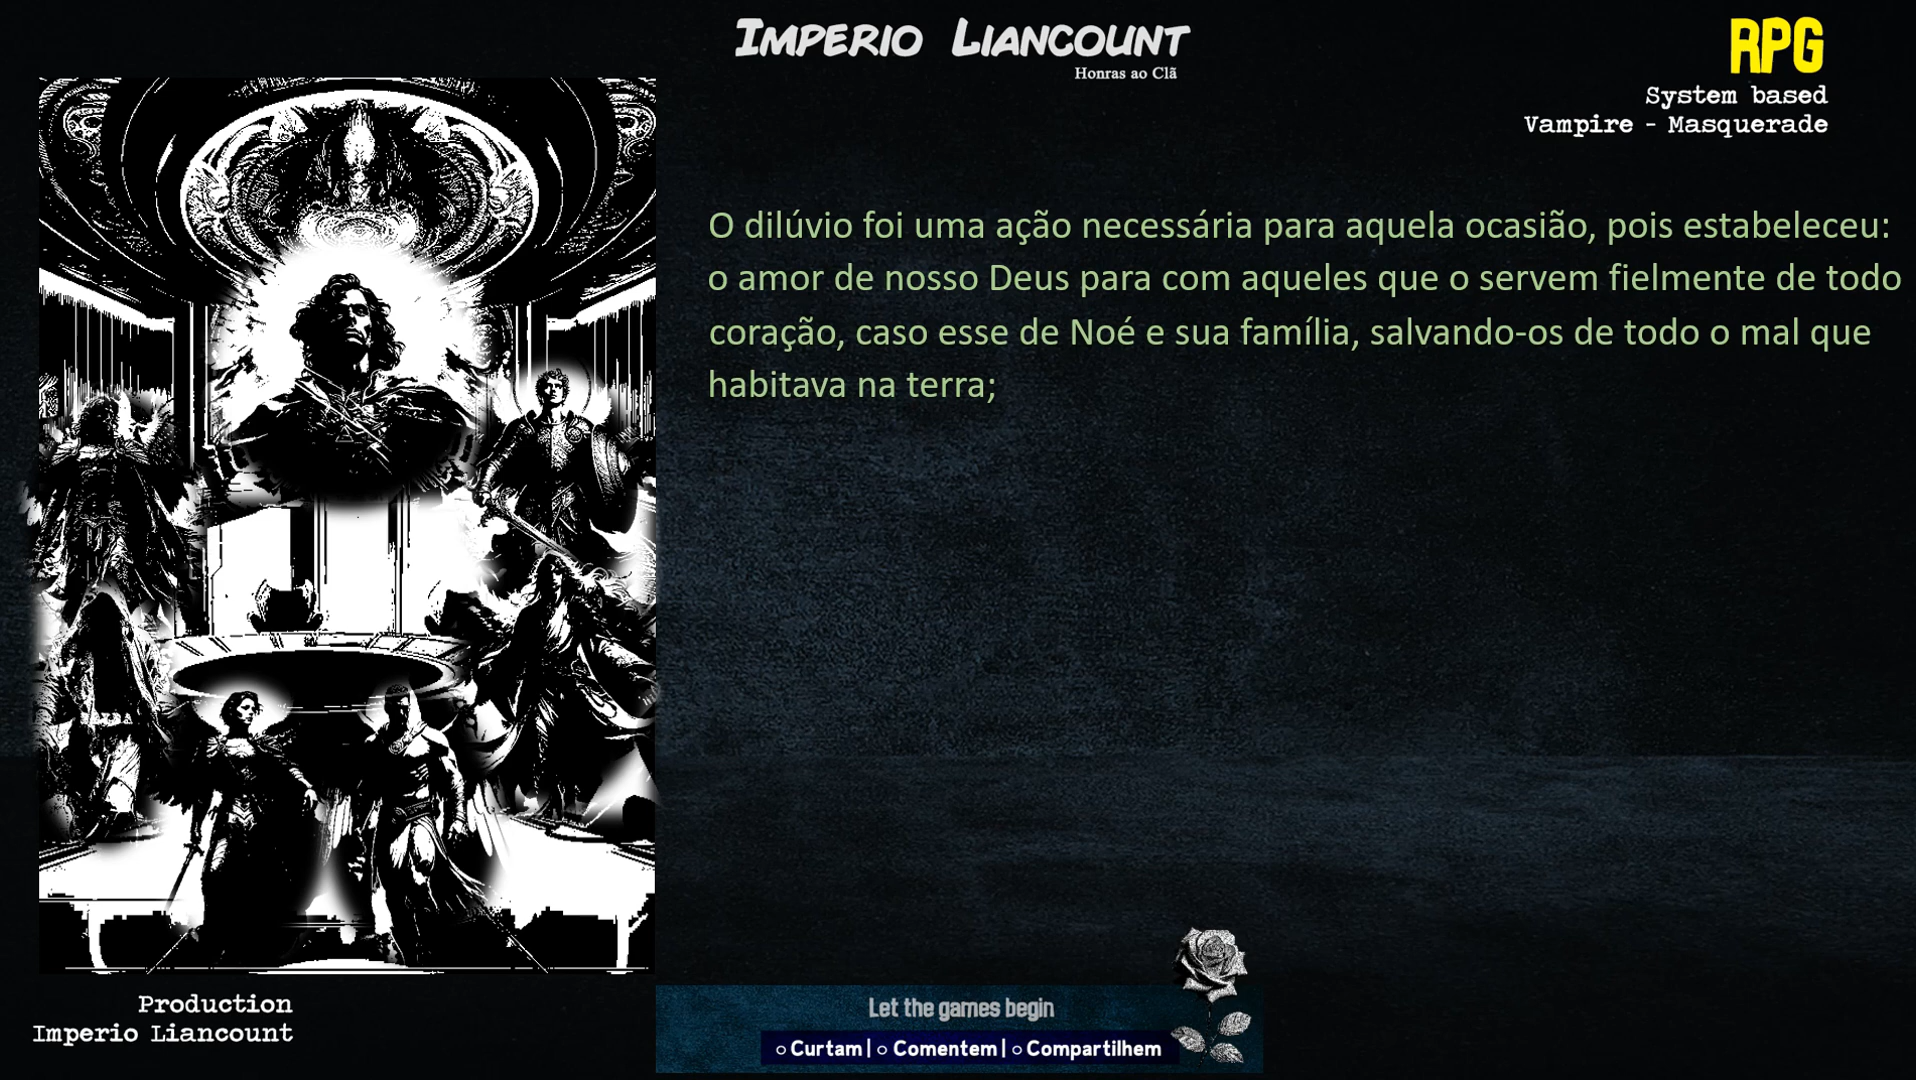 Imperio Liancount
Honras ao Clã
RPG
System based
Vampire - Masquerade
O dilúvio foi uma ação necessária para aquela ocasião, pois estabeleceu:
o amor de nosso Deus para com aqueles que o servem fielmente de todo
coração, caso esse de Noé e sua família, salvando-os de todo o mal que
habitava na terra;
Production
Imperio Liancount
Let the games begin
○ Curtam| ○ Comentem| ○ Compartilhem